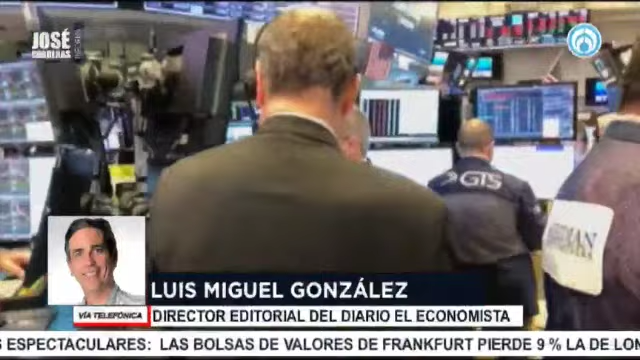 JOSÉ
CÁRDENAS
GTS
LUIS MIGUEL GONZÁLEZ
VÍA TELEFÓNICA
DIRECTOR EDITORIAL DEL DIARIO EL ECONOMISTA
S ESPECTACULARES: LAS BOLSAS DE VALORES DE FRANKFURT PIERDE 9 % LA DE LON